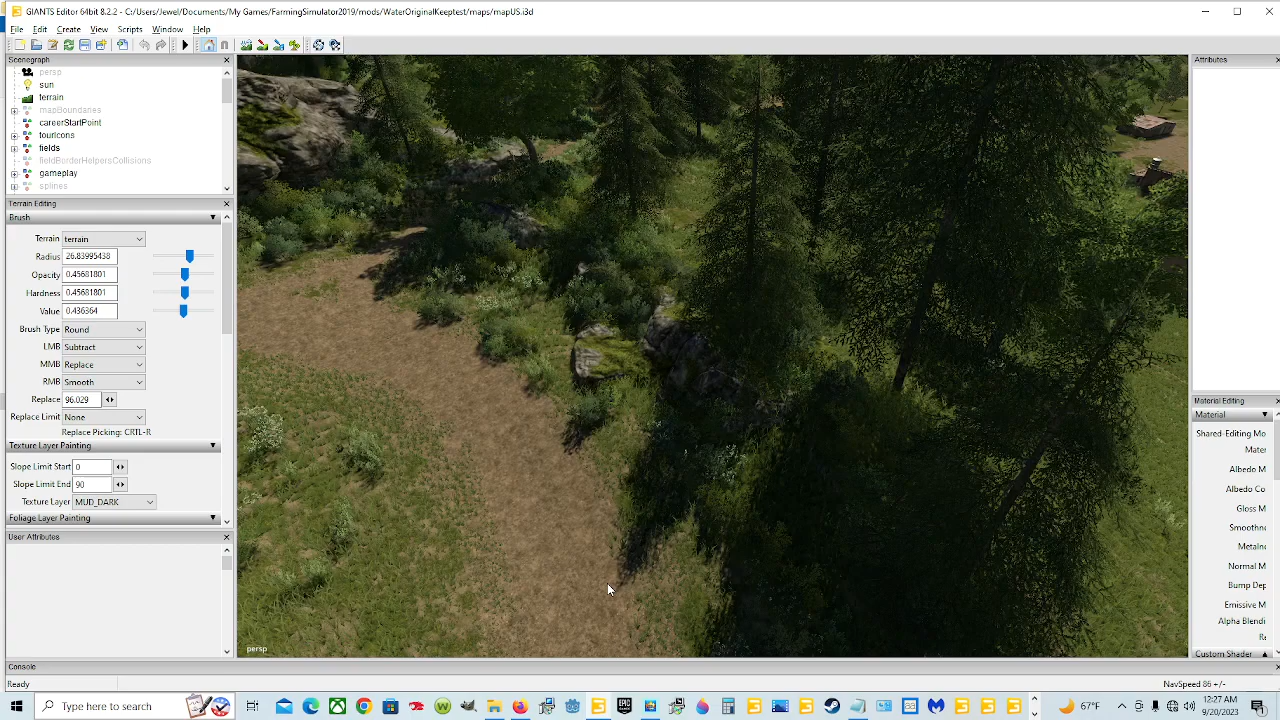 GIANTS Editor 64bit 8.2.2 - C:/Users/Jewel/Documents/My Games/FarmingSimulator2019/mods/WaterOriginalKeeptest/maps/mapUS.i3d
File Edit Create View Scripts Window Help
Scenegraph
persp
sun
terrain
mapBoundaries
careerStartPoint
tourIcons
fields
fieldBorderHelpersCollisions
gameplay
splines
Terrain Editing
Brush
Terrain terrain
Radius 26.83995438
Opacity 0.45681801
Hardness 0.45681801
Value 0.436364
Brush Type Round
LMB Subtract
MMB Replace
RMB Smooth
Replace 96.029
Replace Limit None
Replace Picking: CRTL-R
Texture Layer Painting
Slope Limit Start 0
Slope Limit End 90
Texture Layer MUD_DARK
Foliage Layer Painting
User Attributes
persp
Attributes
Material Editing
Material
Shared-Editing Mo
Mater
Albedo M
Albedo Co
Gloss M
Smoothne
Metalne
Normal M
Bump Dep
Emissive M
Alpha Blendi
Re
Custom Shader
Console
Ready
NavSpeed 86 +/-
Type here to search
67°F
12:27 AM
9/20/2023